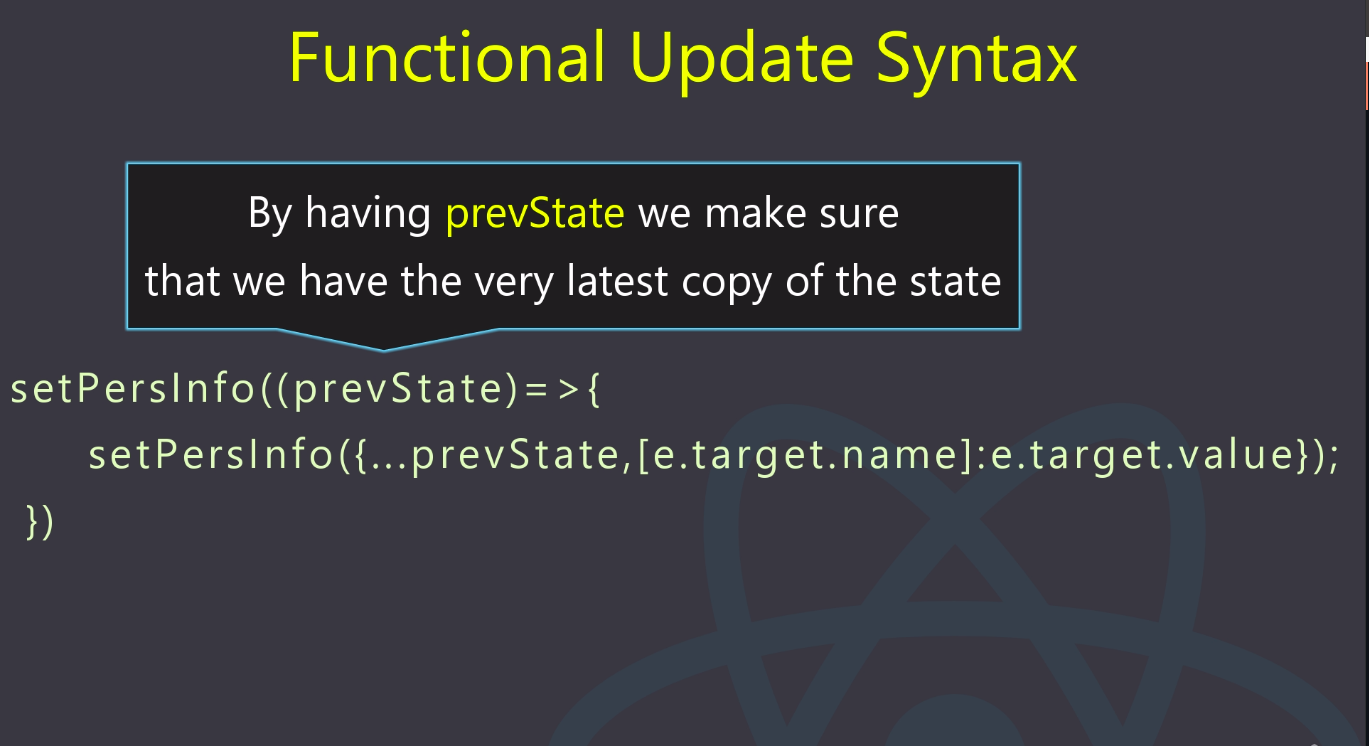 Functional Update Syntax
By having prevState we make sure
that we have the very latest copy of the state
setPersInfo((prevState)=>{
setPersInfo({...prevState,[e.target.name]:e.target.value});
})